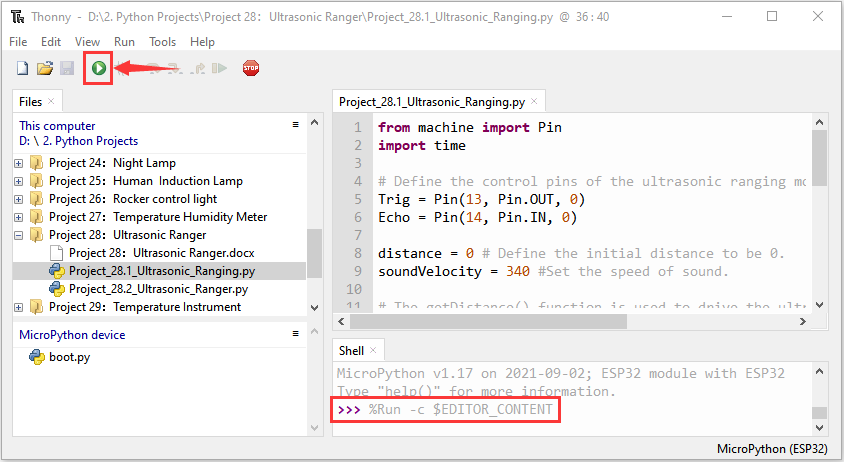 Thonny - D:\2. Python Projects\Project 28：Ultrasonic Ranger\Project_28.1_Ultrasonic_Ranging.py @ 36:40
File Edit View Run Tools Help
STOP
Files
This computer
D: \ 2. Python Projects
Project 24：Night Lamp
Project 25：Human Induction Lamp
Project 26：Rocker control light
Project 27：Temperature Humidity Meter
Project 28：Ultrasonic Ranger
Project 28：Ultrasonic Ranger.docx
Project_28.1_Ultrasonic_Ranging.py
Project_28.2_Ultrasonic_Ranger.py
Project 29：Temperature Instrument
MicroPython device
boot.py
Project_28.1_Ultrasonic_Ranging.py
1 from machine import Pin
2 import time
3
4 # Define the control pins of the ultrasonic ranging mo
5 Trig = Pin(13, Pin.OUT, 0)
6 Echo = Pin(14, Pin.IN, 0)
7
8 distance = 0 # Define the initial distance to be 0.
9 soundVelocity = 340 #Set the speed of sound.
10
11 # The getDistance() function is used to drive the ult
Shell
MicroPython v1.17 on 2021-09-02; ESP32 module with ESP32
Type "help()" for more information.
>>> %Run -c $EDITOR_CONTENT
MicroPython (ESP32)